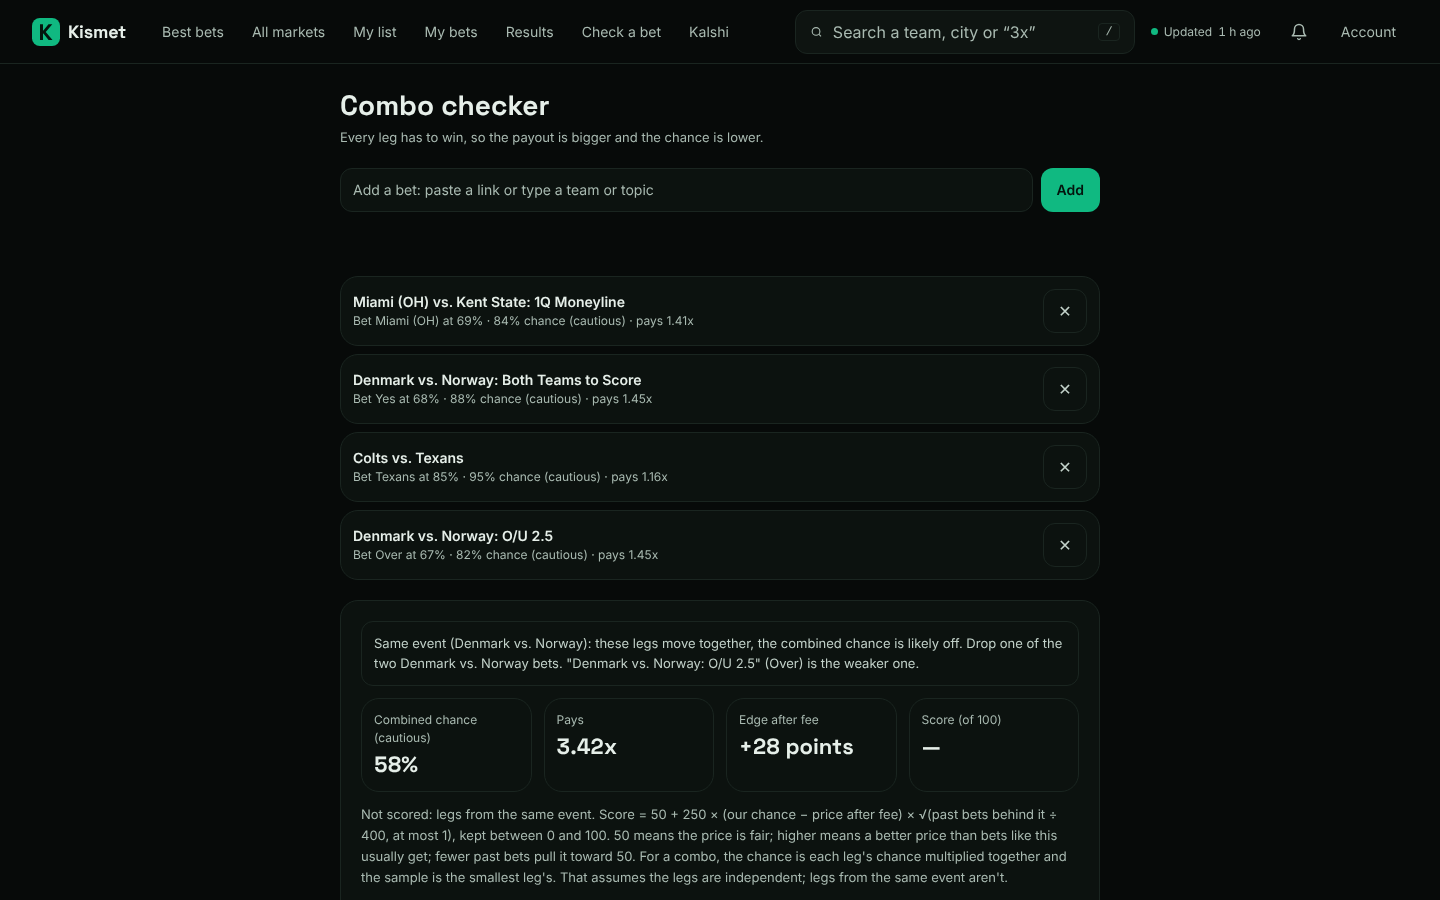 K Kismet Best bets All markets My list My bets Results Check a bet Kalshi Search a team, city or “3x” / Updated 1 h ago Account
Combo checker
Every leg has to win, so the payout is bigger and the chance is lower.
Add a bet: paste a link or type a team or topic Add
Miami (OH) vs. Kent State: 1Q Moneyline
Bet Miami (OH) at 69% · 84% chance (cautious) · pays 1.41x
Denmark vs. Norway: Both Teams to Score
Bet Yes at 68% · 88% chance (cautious) · pays 1.45x
Colts vs. Texans
Bet Texans at 85% · 95% chance (cautious) · pays 1.16x
Denmark vs. Norway: O/U 2.5
Bet Over at 67% · 82% chance (cautious) · pays 1.45x
Same event (Denmark vs. Norway): these legs move together, the combined chance is likely off. Drop one of the
two Denmark vs. Norway bets. "Denmark vs. Norway: O/U 2.5" (Over) is the weaker one.
Combined chance
(cautious)
58%
Pays
3.42x
Edge after fee
+28 points
Score (of 100)
—
Not scored: legs from the same event. Score = 50 + 250 × (our chance − price after fee) × √(past bets behind it ÷
400, at most 1), kept between 0 and 100. 50 means the price is fair; higher means a better price than bets like this
usually get; fewer past bets pull it toward 50. For a combo, the chance is each leg's chance multiplied together and
the sample is the smallest leg's. That assumes the legs are independent; legs from the same event aren't.